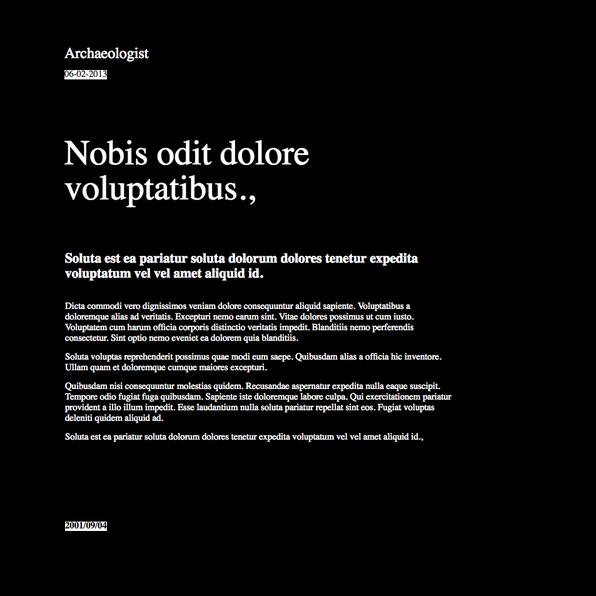 Archaeologist
06-02-2013
Nobis odit dolore
voluptatibus.,
Soluta est ea pariatur soluta dolorum dolores tenetur expedita
voluptatum vel vel amet aliquid id.
Dicta commodi vero dignissimos veniam dolore consequuntur aliquid sapiente. Voluptatibus a
doloremque alias ad veritatis. Excepturi nemo earum sint. Vitae dolores possimus ut cum iusto.
Voluptatem cum harum officia corporis distinctio veritatis impedit. Blanditiis nemo perferendis
consectetur. Sint optio nemo eveniet ea dolorem quia blanditiis.
Soluta voluptas reprehenderit possimus quae modi eum saepe. Quibusdam alias a officia hic inventore.
Ullam quam et doloremque cumque maiores excepturi.
Quibusdam nisi consequuntur molestias quidem. Recusandae aspernatur expedita nulla eaque suscipit.
Tempore odio fugiat fuga quibusdam. Sapiente iste doloremque labore culpa. Qui exercitationem pariatur
provident a illo illum impedit. Esse laudantium nulla soluta pariatur repellat sint eos. Fugiat voluptas
deleniti quidem aliquid ad.
Soluta est ea pariatur soluta dolorum dolores tenetur expedita voluptatum vel vel amet aliquid id.,
2001/09/04